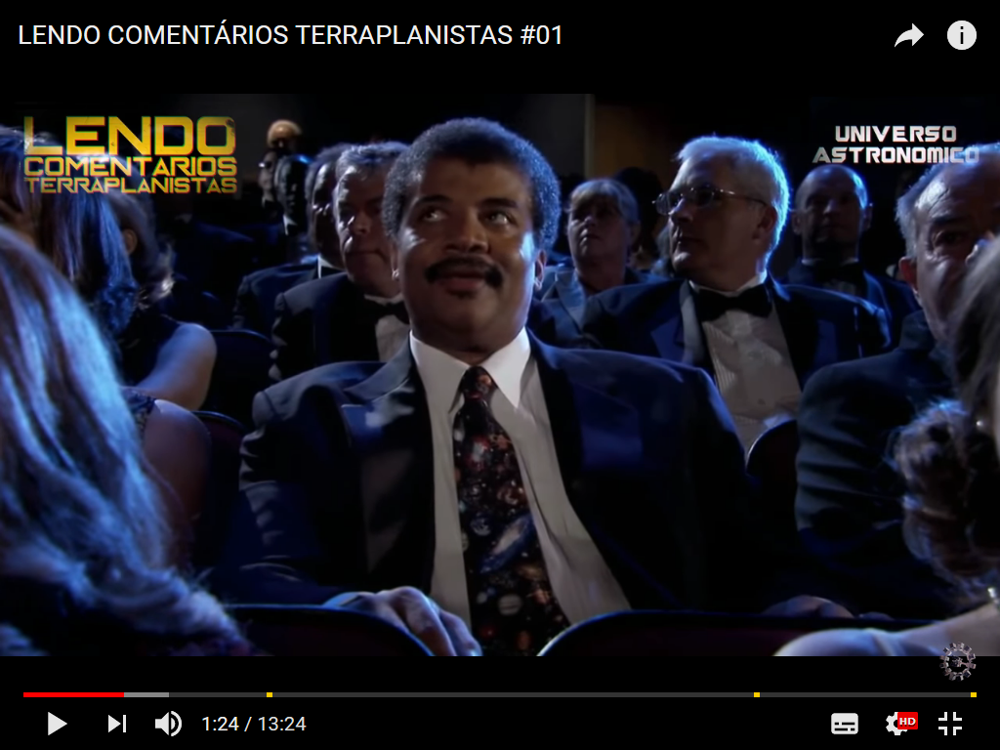 LENDO COMENTÁRIOS TERRAPLANISTAS #01
LENDO
COMENTARIOS
TERRAPLANISTAS
UNIVERSO
ASTRONOMICO
1:24 / 13:24
HD